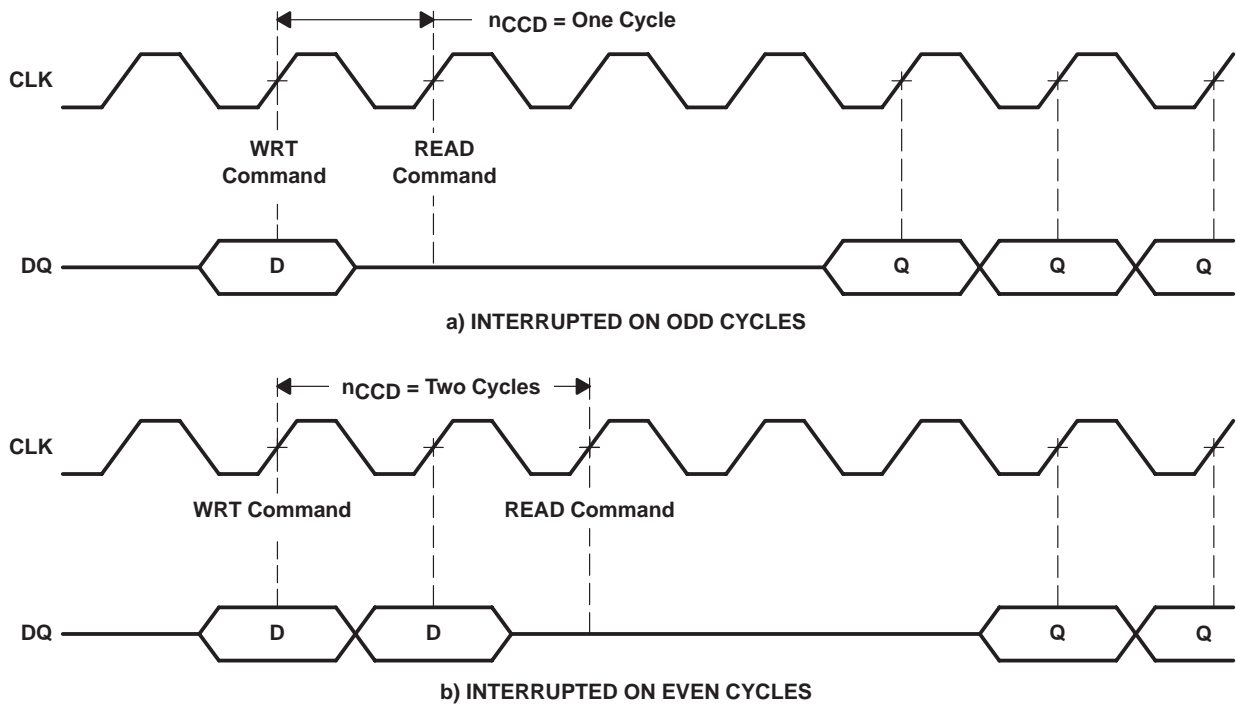 nCCD = One Cycle
CLK
WRT
Command
READ
Command
DQ
D
Q
Q
Q
a) INTERRUPTED ON ODD CYCLES
nCCD = Two Cycles
CLK
WRT Command
READ Command
DQ
D
D
Q
Q
b) INTERRUPTED ON EVEN CYCLES